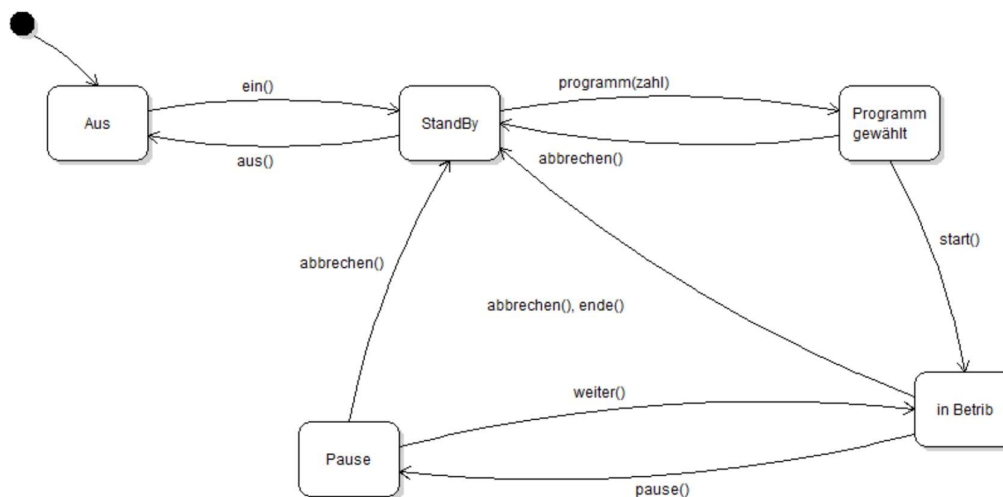 ein()
programm(zahl)
Aus
StandBy
Programm
gewählt
aus()
abbrechen()
start()
abbrechen()
abbrechen(), ende()
weiter()
in Betrib
Pause
pause()